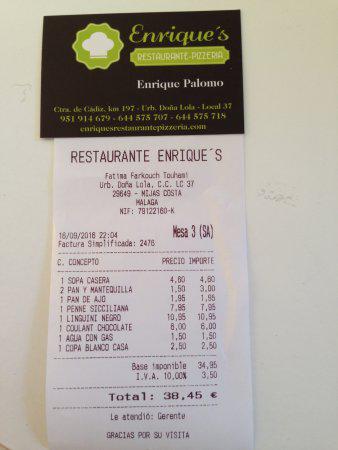 Enrique's
RESTAURANTE-PIZZERIA
Enrique Palomo
Ctra. de Cádiz, km 197 - Urb. Doña Lola - Local 37
951 914 679 - 644 575 707 - 644 575 718
enriquesrestaurantepizzeria.com
RESTAURANTE ENRIQUE´S
Fatima Farkouch Touhami
Urb. Doña Lola, C.C. LC 37
29649 - MIJAS COSTA
MALAGA
NIF: 79122160-K
16/09/2016 22:04 Mesa 3 (SA)
Factura Simplificada: 2476
C. CONCEPTO PRECIO IMPORTE
1 SOPA CASERA 4,60 4,60
2 PAN Y MANTEQUILLA 1,50 3,00
1 PAN DE AJO 1,95 1,95
1 PENNE SICCILIANA 7,95 7,95
1 LINGUINI NEGRO 10,95 10,95
1 COULANT CHOCOLATE 6,00 6,00
1 AGUA CON GAS 1,50 1,50
1 COPA BLANCO CASA 2,50 2,50
Base imponible 34,95
I.V.A. 10,00% 3,50
Total: 38,45 €
Le atendió: Gerente
GRACIAS POR SU VISITA